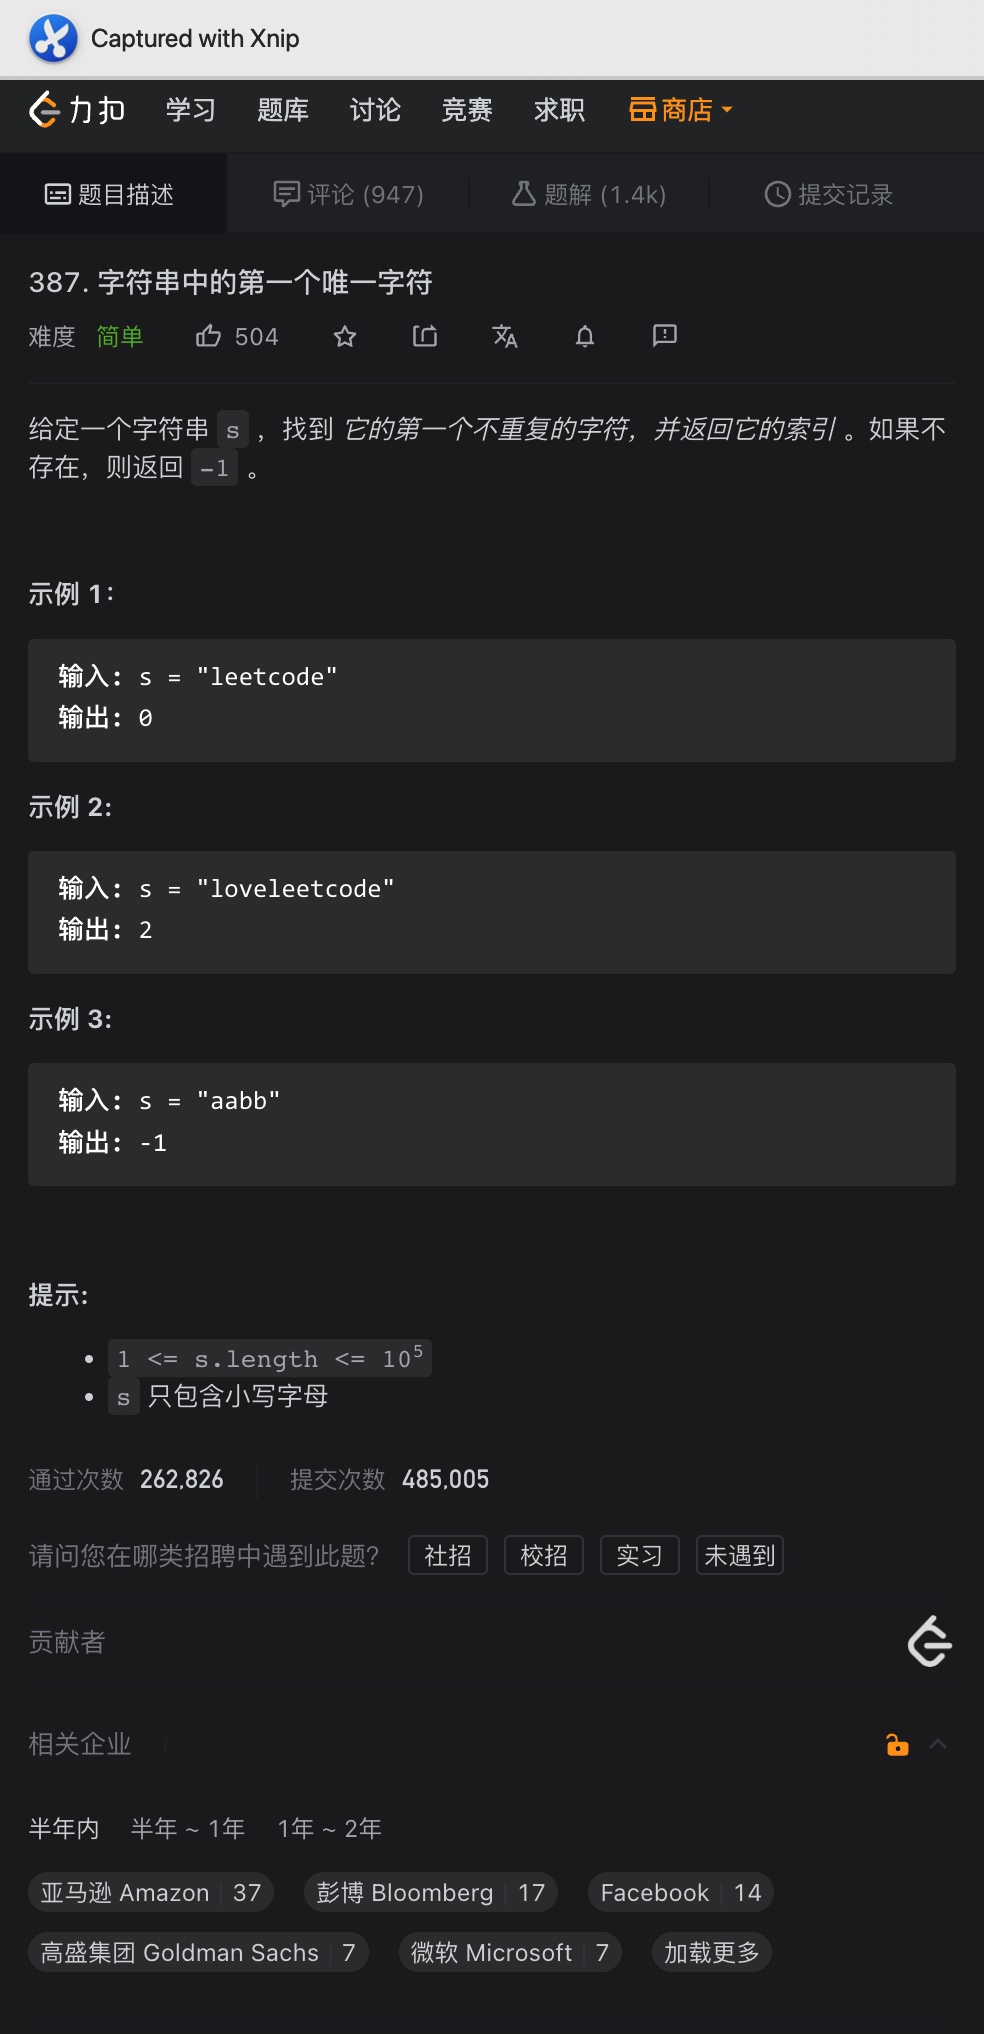 Captured with Xnip
力扣 学习 题库 讨论 竞赛 求职 商店
题目描述 评论 (947) 题解 (1.4k) 提交记录
387. 字符串中的第一个唯一字符
难度 简单 504
给定一个字符串 s ，找到 它的第一个不重复的字符，并返回它的索引 。如果不
存在，则返回 -1 。
示例 1：
输入: s = "leetcode"
输出: 0
示例 2:
输入: s = "loveleetcode"
输出: 2
示例 3:
输入: s = "aabb"
输出: -1
提示:
1 <= s.length <= 10⁵
s 只包含小写字母
通过次数 262,826 提交次数 485,005
请问您在哪类招聘中遇到此题? 社招 校招 实习 未遇到
贡献者
相关企业
半年内 半年 ~ 1年 1年 ~ 2年
亚马逊 Amazon 37 彭博 Bloomberg 17 Facebook 14
高盛集团 Goldman Sachs 7 微软 Microsoft 7 加载更多